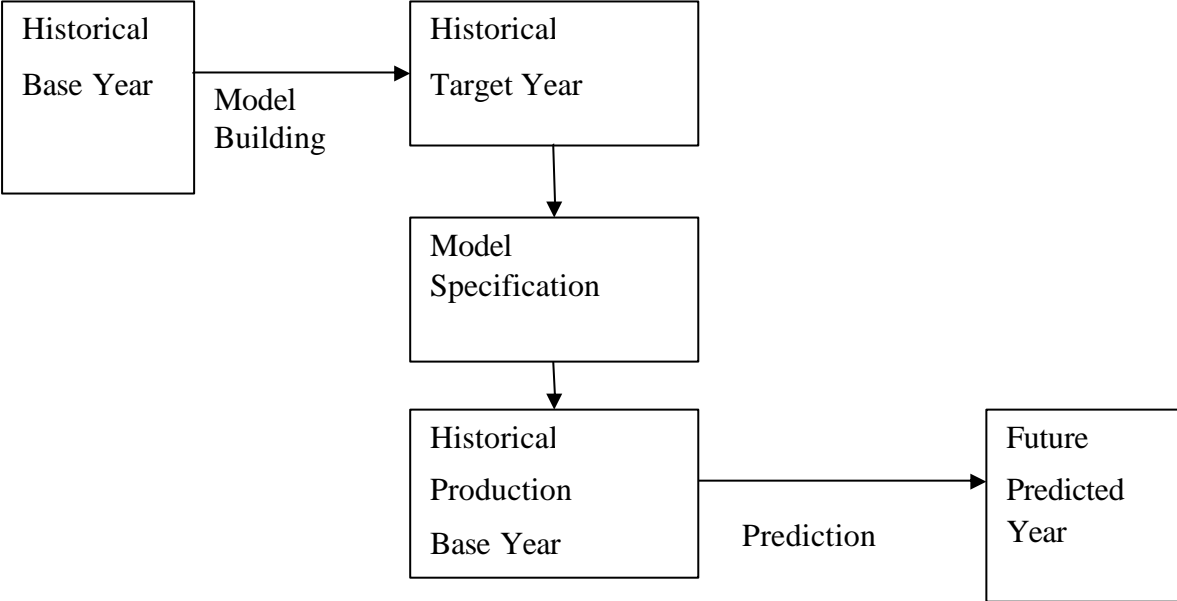 Historical
Base Year
Model
Building
Historical
Target Year
Model
Specification
Historical
Production
Base Year
Prediction
Future
Predicted
Year